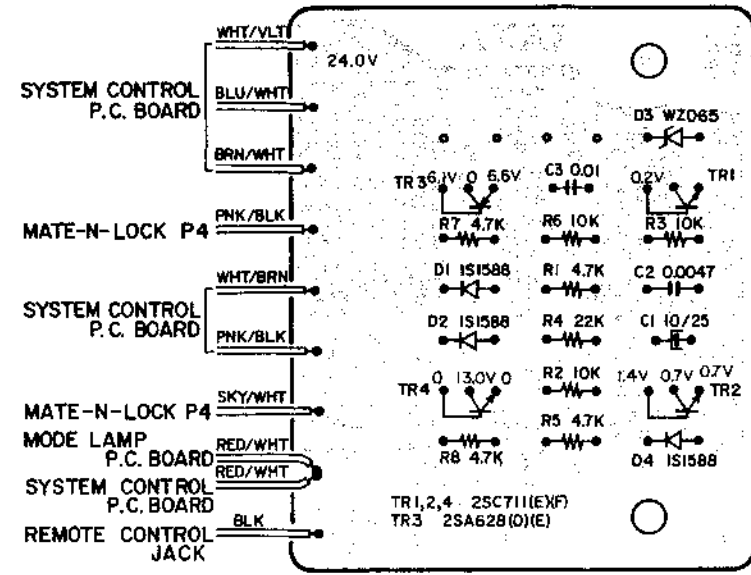 WHT/VLT
24.0V
SYSTEM CONTROL
P.C. BOARD
BLU/WHT
BRN/WHT
MATE-N-LOCK P4
PNK/BLK
WHT/BRN
SYSTEM CONTROL
P.C. BOARD
PNK/BLK
MATE-N-LOCK P4
SKY/WHT
MODE LAMP
P.C. BOARD
RED/WHT
RED/WHT
SYSTEM CONTROL
P.C. BOARD
BLK
REMOTE CONTROL
JACK
D3 WZ065
TR3 6.1V 0 6.6V
C3 0.01
0.2V TR1
R7 4.7K
R6 10K
R3 10K
D1 1S1588
R1 4.7K
C2 0.0047
D2 1S1588
R4 22K
C1 10/25
TR4 0 13.0V 0
R2 10K
1.4V 0.7V 0.7V
TR2
R8 4.7K
R5 4.7K
D4 1S1588
TR1,2,4 2SC711(E)(F)
TR3 2SA628(D)(E)